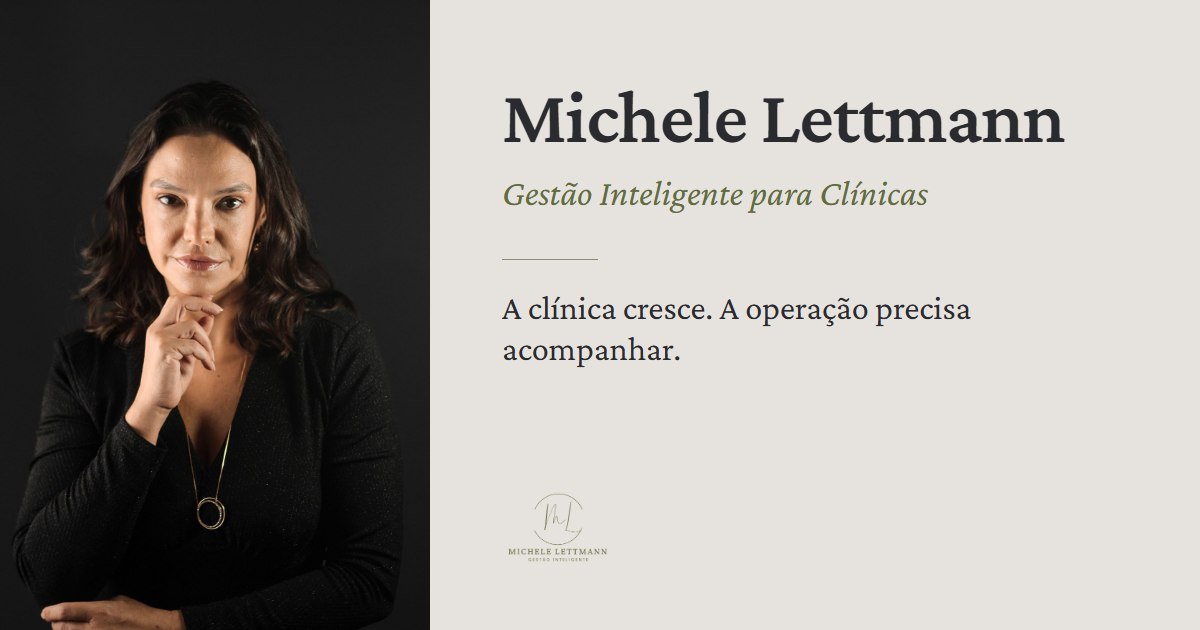 Michele Lettmann
Gestão Inteligente para Clínicas
A clínica cresce. A operação precisa
acompanhar.
ML
MICHELE LETTMANN
GESTÃO INTELIGENTE